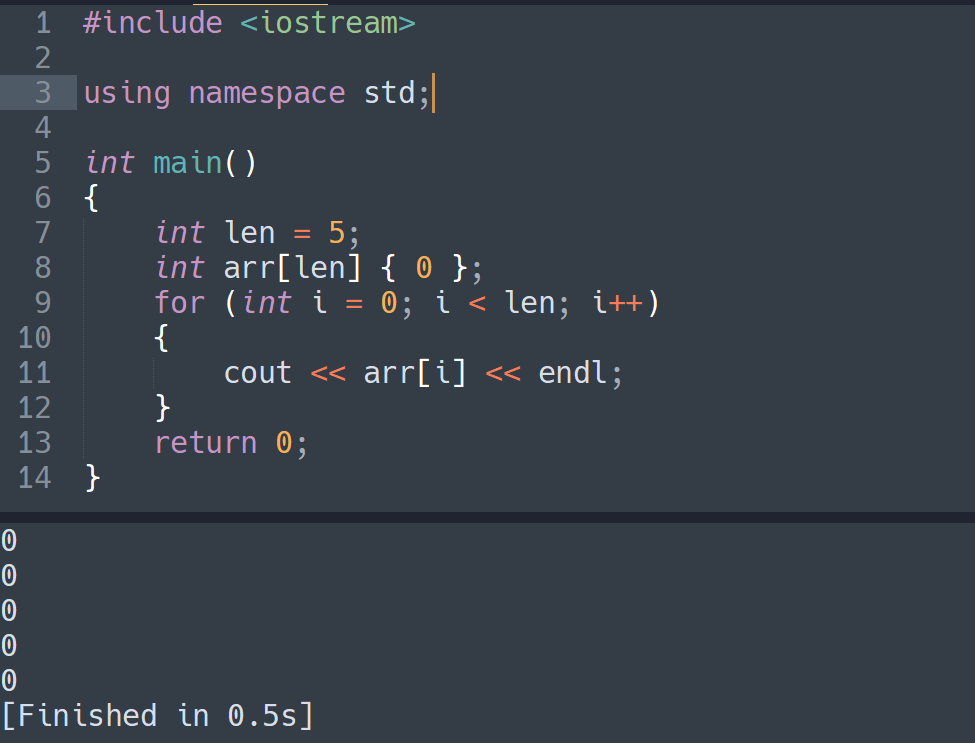 1 #include <iostream>
2
3 using namespace std;
4
5 int main()
6 {
7     int len = 5;
8     int arr[len] { 0 };
9     for (int i = 0; i < len; i++)
10     {
11         cout << arr[i] << endl;
12     }
13     return 0;
14 }
0
0
0
0
0
[Finished in 0.5s]